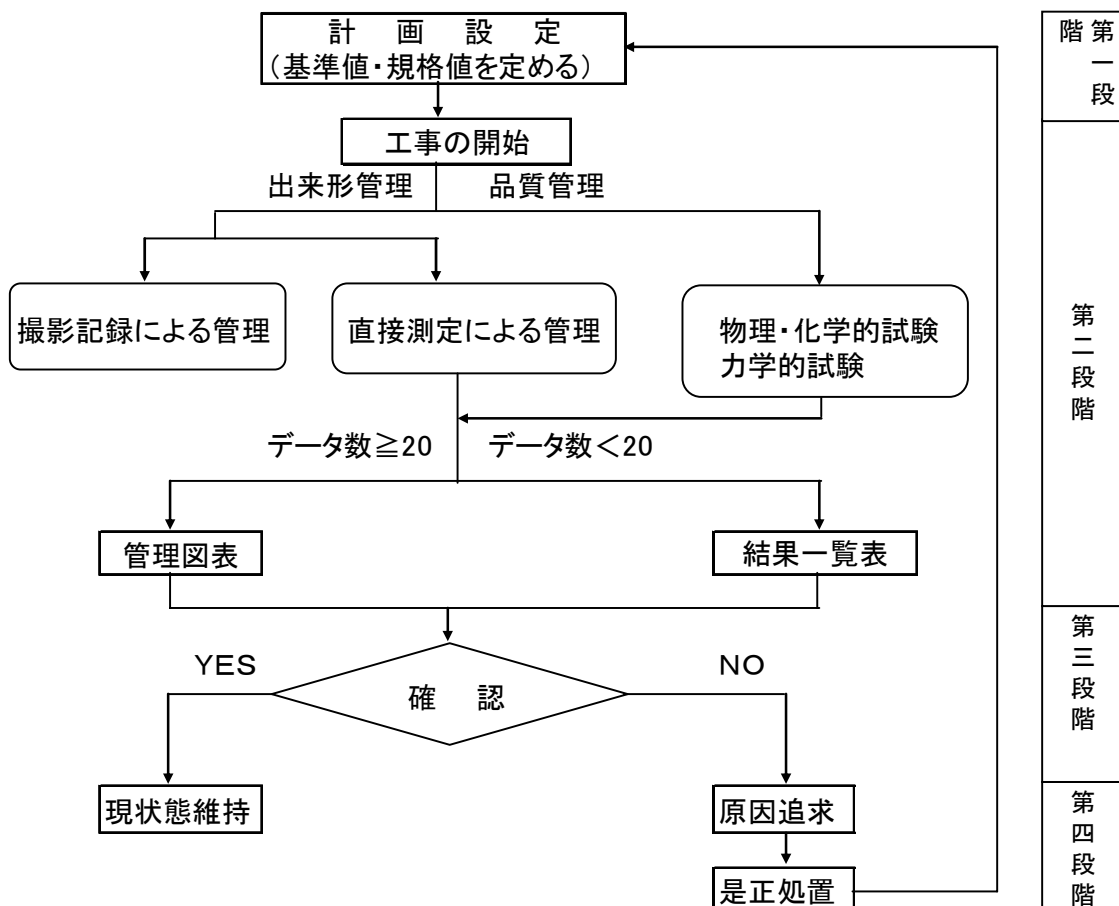 計　画　設　定
（基準値・規格値を定める）
工事の開始
出来形管理
品質管理
撮影記録による管理
直接測定による管理
物理・化学的試験
力学的試験
データ数≧20
データ数＜20
管理図表
結果一覧表
YES
NO
確　認
現状態維持
原因追求
是正処置
第一段階
第二段階
第三段階
第四段階